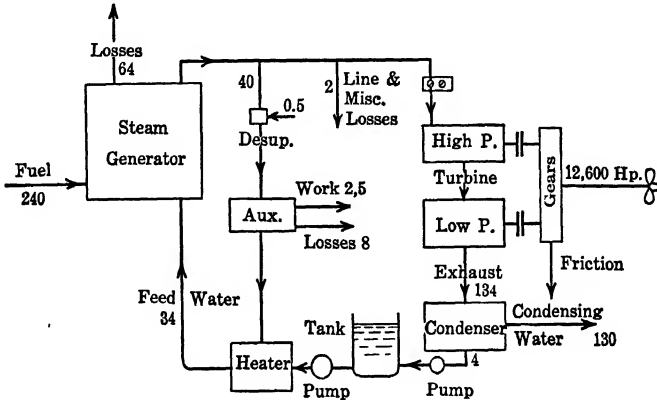 Losses
64
Steam
Generator
Fuel
240
40
0.5
Desup.
2
Line &
Misc.
Losses
High P.
Turbine
Low P.
Gears
12,600 Hp.
Work 2,5
Aux.
Losses 8
Exhaust
134
Friction
Feed Water
34
Tank
Condenser
Condensing
Water 130
4
Heater
Pump
Pump